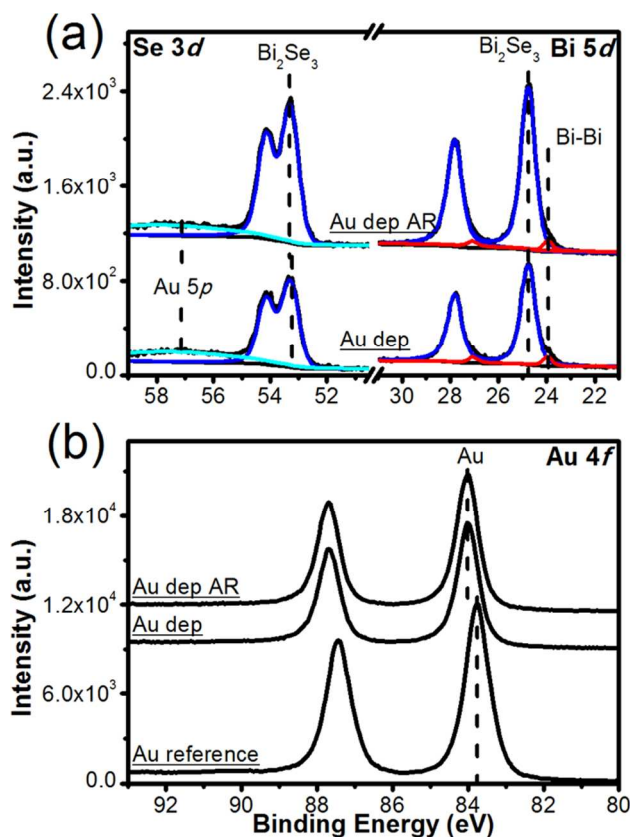 (a)
Se 3d
Bi₂Se₃
Bi₂Se₃
Bi 5d
Bi-Bi
Au dep AR
Au 5p
Au dep
Intensity (a.u.)
2.4x10³
1.6x10³
8.0x10²
0.0
58 56 54 52 30 28 26 24 22
(b)
Au
Au 4f
Au dep AR
Au dep
Au reference
Intensity (a.u.)
1.8x10⁴
1.2x10⁴
6.0x10³
0.0
92 90 88 86 84 82 80
Binding Energy (eV)